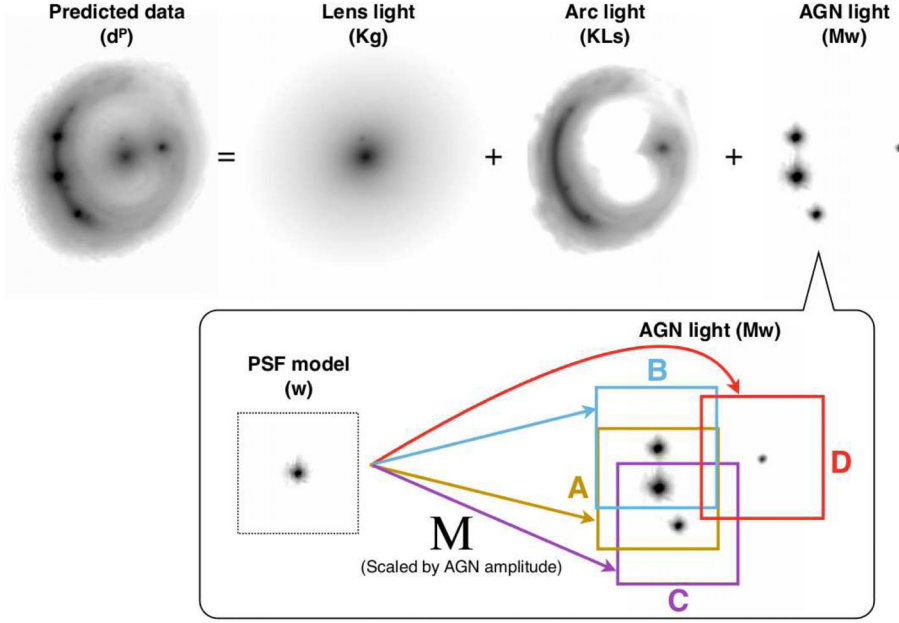 Predicted data
(dᴾ)
Lens light
(Kg)
Arc light
(KLs)
AGN light
(Mw)
=
+
+
AGN light (Mw)
PSF model
(w)
B
A
D
C
M
(Scaled by AGN amplitude)